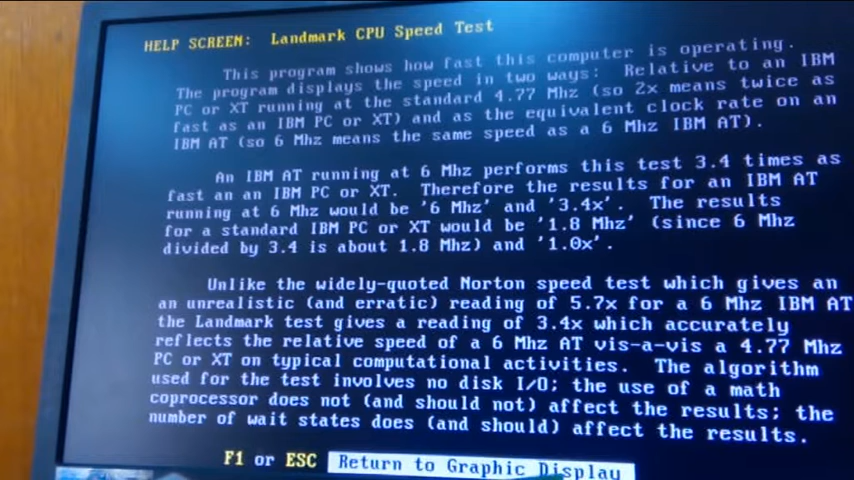 HELP SCREEN: Landmark CPU Speed Test
This program shows how fast this computer is operating.
The program displays the speed in two ways: Relative to an IBM
PC or XT running at the standard 4.77 Mhz (so 2x means twice as
fast as an IBM PC or XT) and as the equivalent clock rate on an
IBM AT (so 6 Mhz means the same speed as a 6 Mhz IBM AT).
An IBM AT running at 6 Mhz performs this test 3.4 times as
fast an an IBM PC or XT. Therefore the results for an IBM AT
running at 6 Mhz would be '6 Mhz' and '3.4x'. The results
for a standard IBM PC or XT would be '1.8 Mhz' (since 6 Mhz
divided by 3.4 is about 1.8 Mhz) and '1.0x'.
Unlike the widely-quoted Norton speed test which gives an
an unrealistic (and erratic) reading of 5.7x for a 6 Mhz IBM AT
the Landmark test gives a reading of 3.4x which accurately
reflects the relative speed of a 6 Mhz AT vis-a-vis a 4.77 Mhz
PC or XT on typical computational activities. The algorithm
used for the test involves no disk I/O; the use of a math
coprocessor does not (and should not) affect the results; the
number of wait states does (and should) affect the results.
F1 or ESC Return to Graphic Display